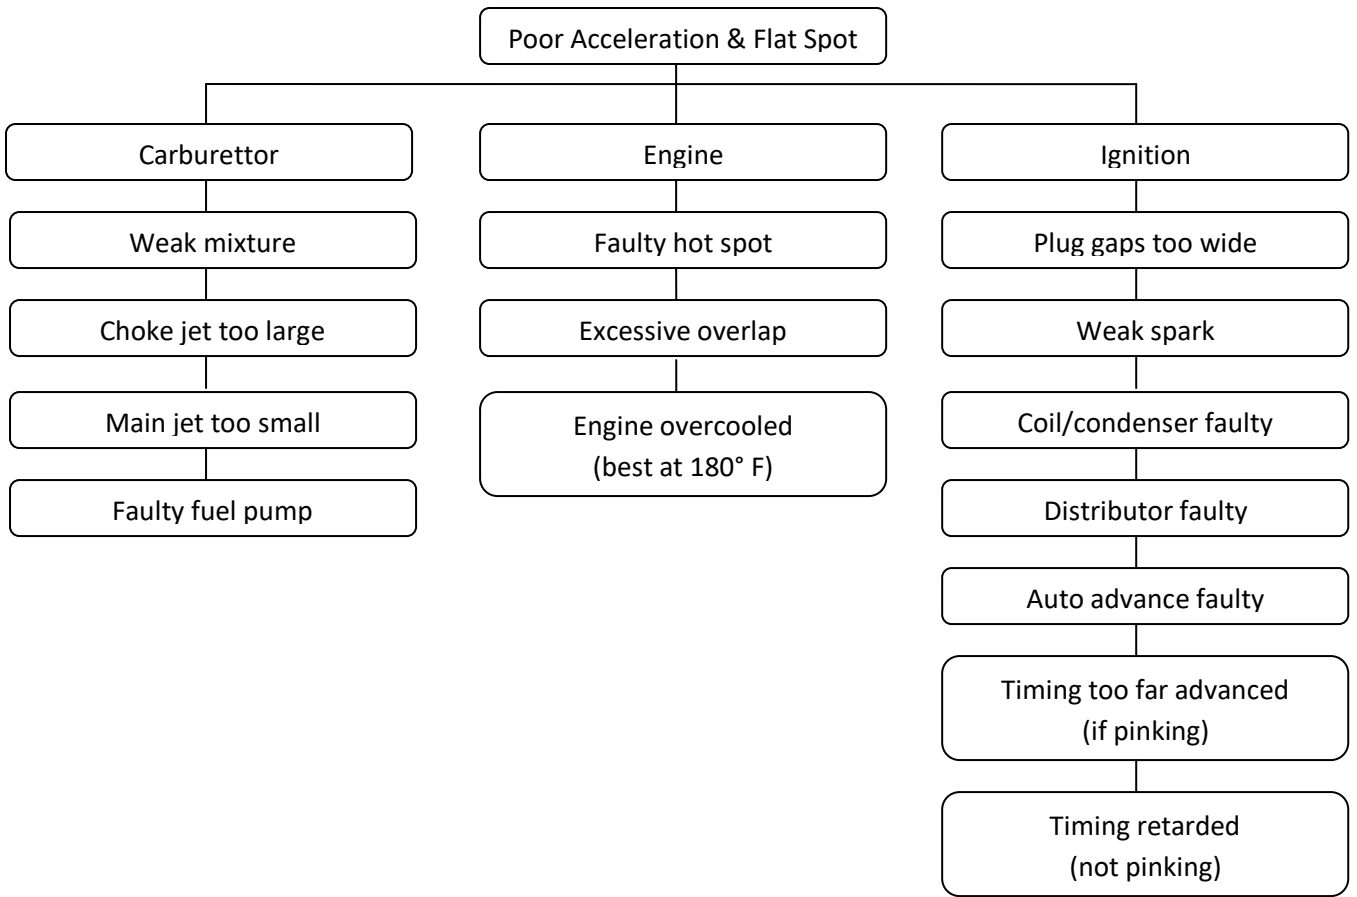 Poor Acceleration & Flat Spot
Carburettor
Weak mixture
Choke jet too large
Main jet too small
Faulty fuel pump
Engine
Faulty hot spot
Excessive overlap
Engine overcooled
(best at 180° F)
Ignition
Plug gaps too wide
Weak spark
Coil/condenser faulty
Distributor faulty
Auto advance faulty
Timing too far advanced
(if pinking)
Timing retarded
(not pinking)